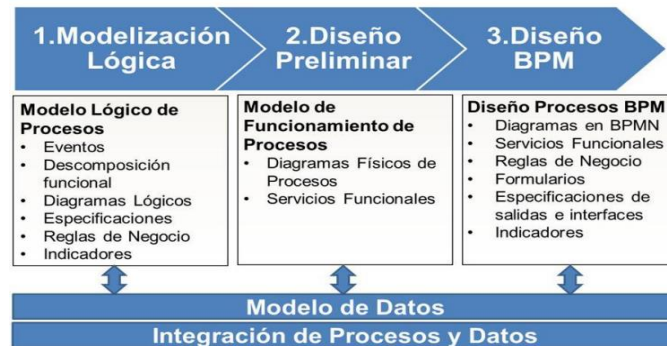 1.Modelización
Lógica
2.Diseño
Preliminar
3.Diseño
BPM
Modelo Lógico de
Procesos
• Eventos
• Descomposición
funcional
• Diagramas Lógicos
• Especificaciones
• Reglas de Negocio
• Indicadores
Modelo de
Funcionamiento de
Procesos
• Diagramas Físicos de
Procesos
• Servicios Funcionales
Diseño Procesos BPM
• Diagramas en BPMN
• Servicios Funcionales
• Reglas de Negocio
• Formularios
• Especificaciones de
salidas e interfaces
• Indicadores
Modelo de Datos
Integración de Procesos y Datos